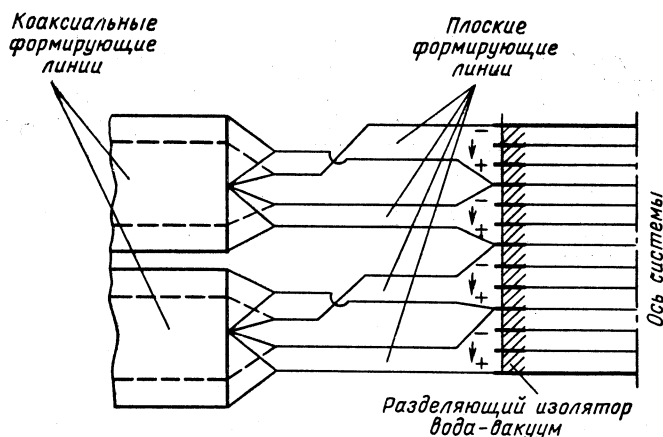 Коаксиальные
формирующие
линии
Плоские
формирующие
линии
−
+
−
+
−
+
−
+
Ось системы
Разделяющий изолятор
вода-вакуум